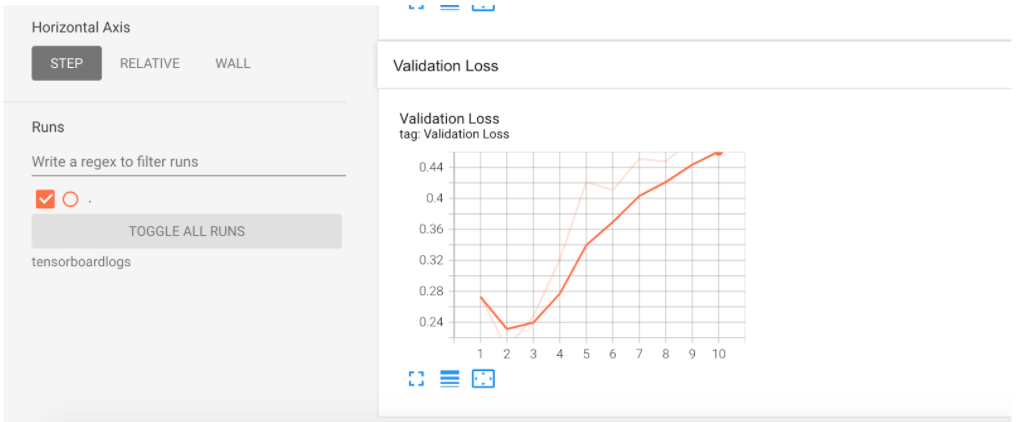 Horizontal Axis
STEP RELATIVE WALL
Runs
Write a regex to filter runs
.
TOGGLE ALL RUNS
tensorboardlogs
Validation Loss
Validation Loss
tag: Validation Loss
0.44
0.4
0.36
0.32
0.28
0.24
1 2 3 4 5 6 7 8 9 10